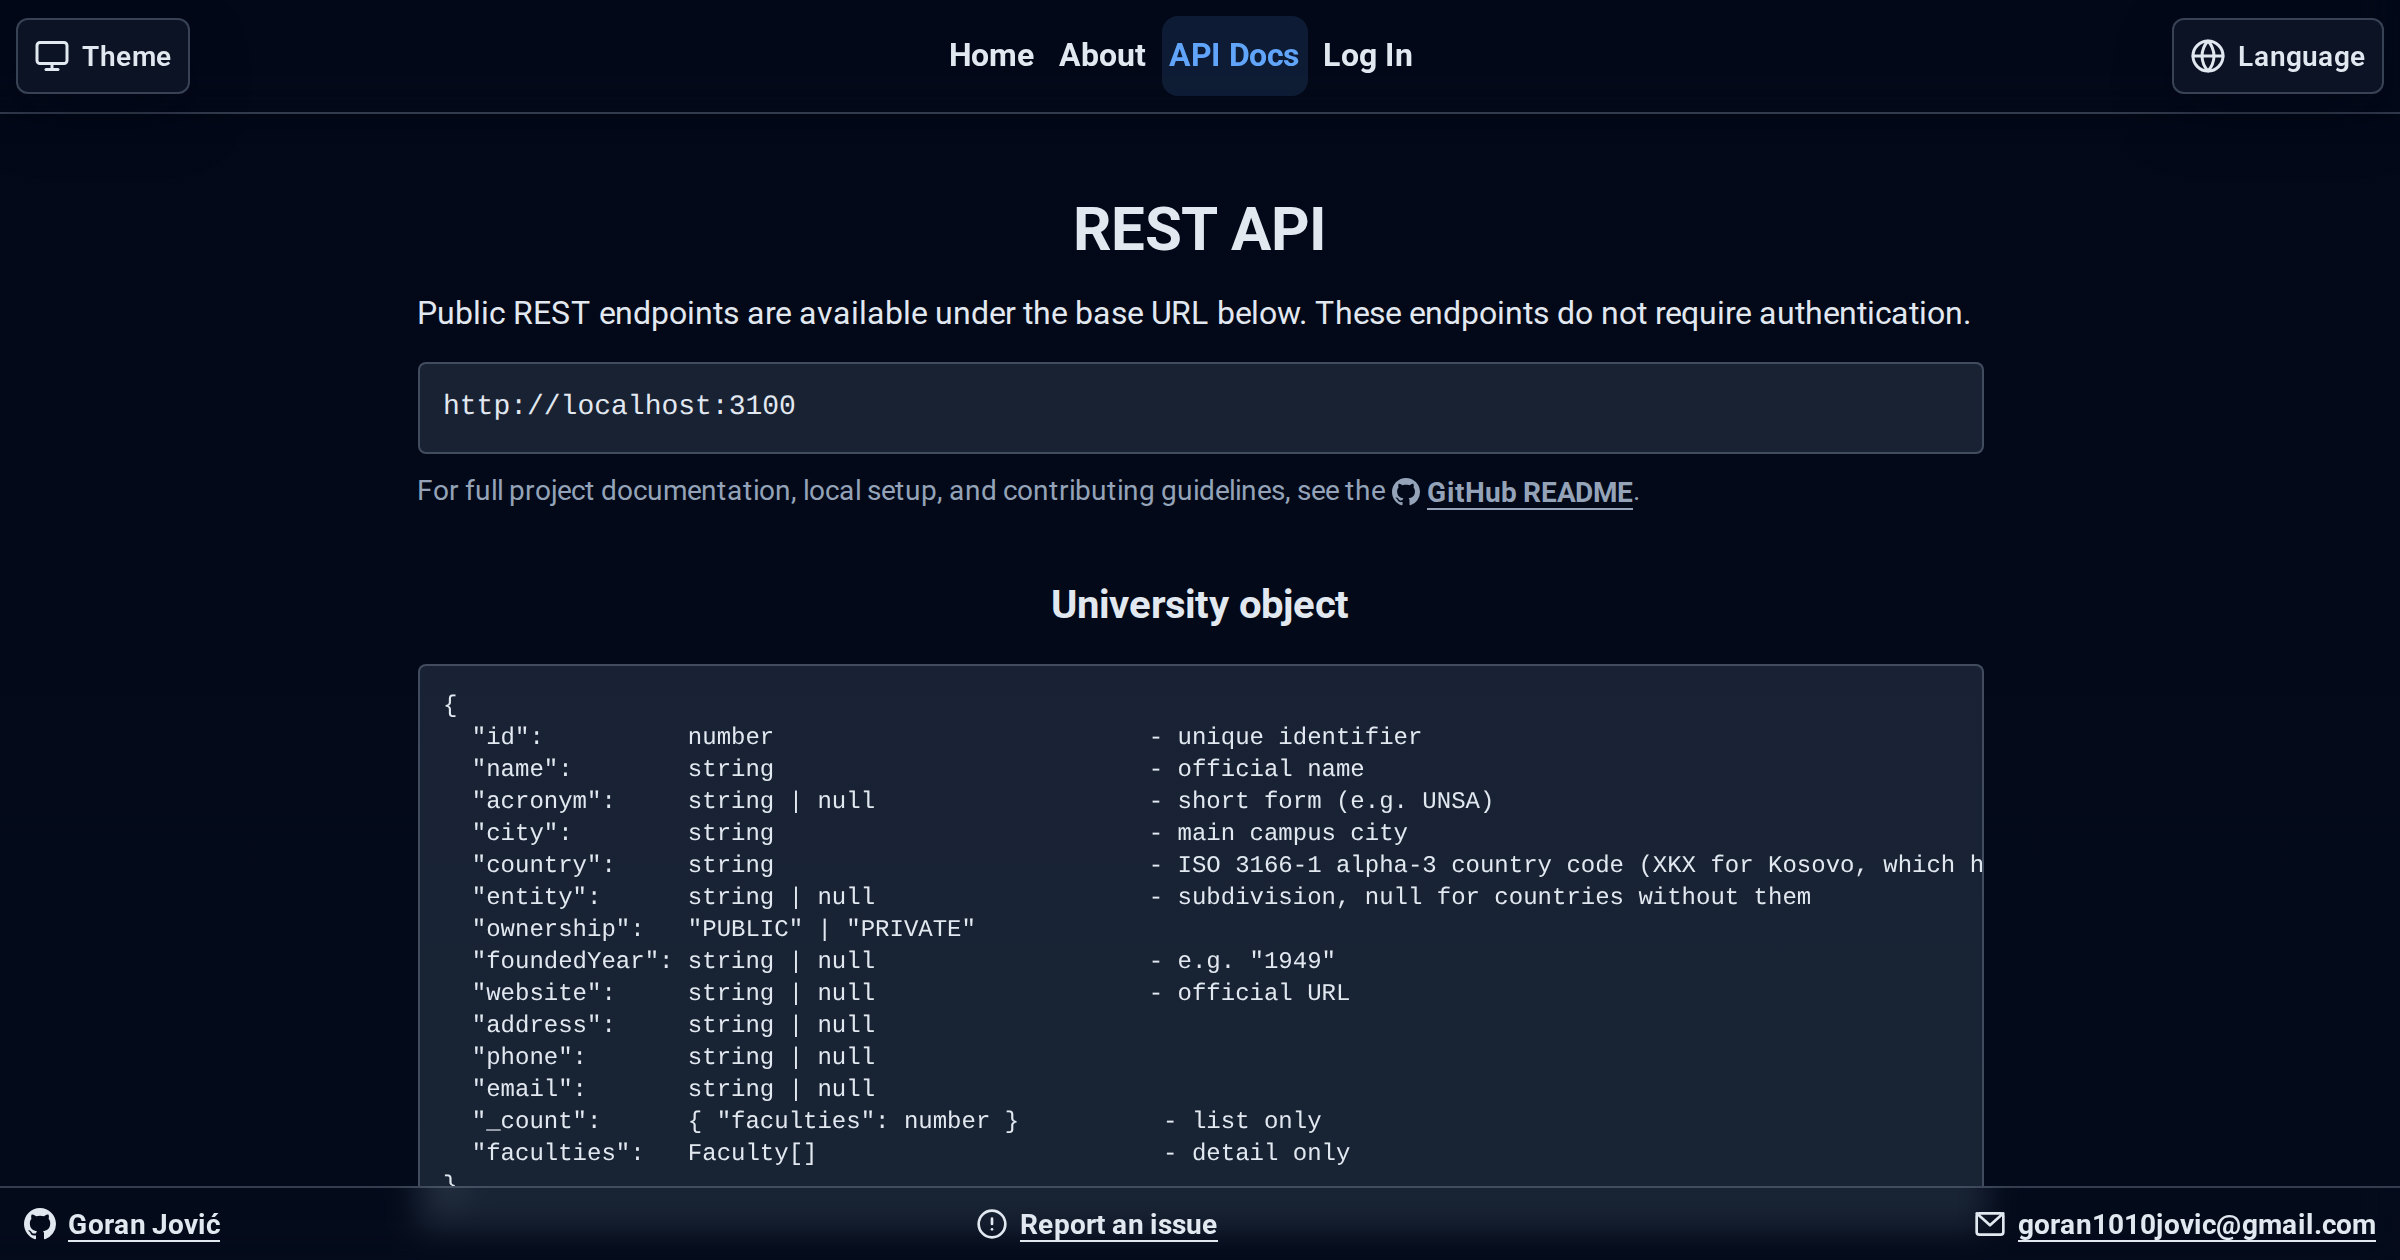 Theme
Home About API Docs Log In
Language
REST API
Public REST endpoints are available under the base URL below. These endpoints do not require authentication.
http://localhost:3100
For full project documentation, local setup, and contributing guidelines, see the GitHub README.
University object
{
  "id":          number                          - unique identifier
  "name":        string                          - official name
  "acronym":     string | null                   - short form (e.g. UNSA)
  "city":        string                          - main campus city
  "country":     string                          - ISO 3166-1 alpha-3 country code (XKX for Kosovo, which h
  "entity":      string | null                   - subdivision, null for countries without them
  "ownership":   "PUBLIC" | "PRIVATE"
  "foundedYear": string | null                   - e.g. "1949"
  "website":     string | null                   - official URL
  "address":     string | null
  "phone":       string | null
  "email":       string | null
  "_count":      { "faculties": number }          - list only
  "faculties":   Faculty[]                        - detail only
}
Goran Jović
Report an issue
goran1010jovic@gmail.com